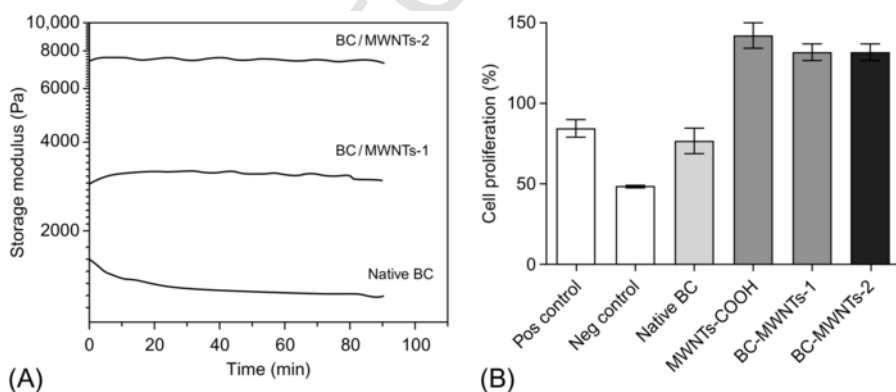 10,000
8000
6000
4000
2000
Storage modulus (Pa)
BC/MWNTs-2
BC/MWNTs-1
Native BC
0
20
40
60
80
100
Time (min)
(A)
150
100
50
0
Cell proliferation (%)
Pos control
Neg control
Native BC
MWNTs-COOH
BC-MWNTs-1
BC-MWNTs-2
(B)